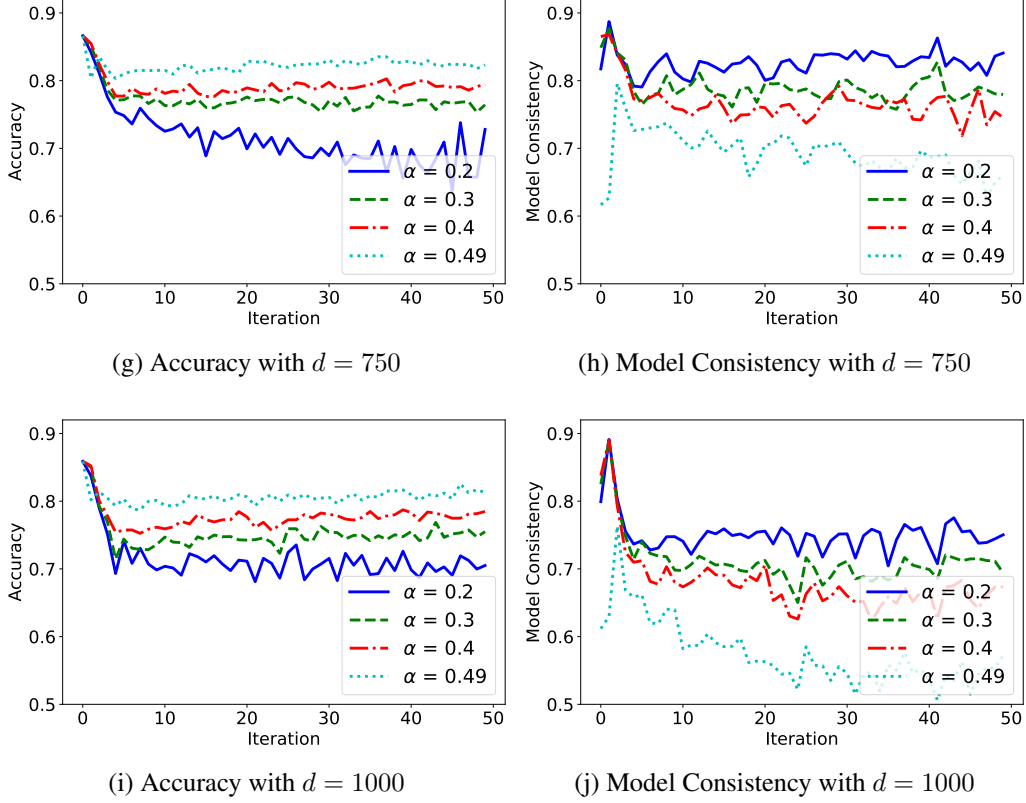 0.9
0.8
0.7
0.6
0.5
Accuracy
0 10 20 30 40 50
Iteration
α = 0.2
α = 0.3
α = 0.4
α = 0.49
(g) Accuracy with d = 750
0.9
0.8
0.7
0.6
0.5
Model Consistency
0 10 20 30 40 50
Iteration
α = 0.2
α = 0.3
α = 0.4
α = 0.49
(h) Model Consistency with d = 750
0.9
0.8
0.7
0.6
0.5
Accuracy
0 10 20 30 40 50
Iteration
α = 0.2
α = 0.3
α = 0.4
α = 0.49
(i) Accuracy with d = 1000
0.9
0.8
0.7
0.6
0.5
Model Consistency
0 10 20 30 40 50
Iteration
α = 0.2
α = 0.3
α = 0.4
α = 0.49
(j) Model Consistency with d = 1000